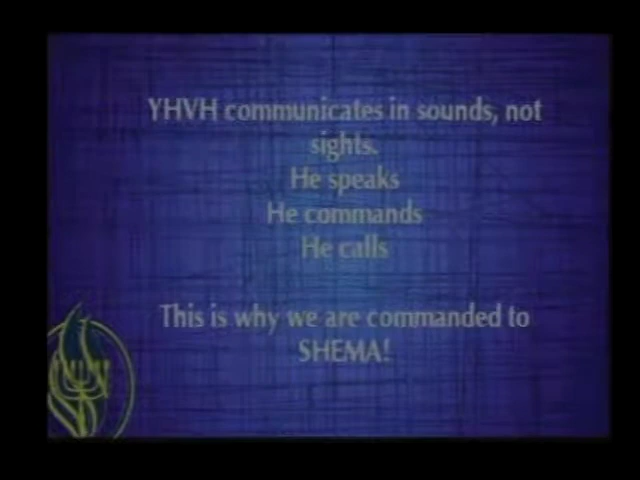 YHVH communicates in sounds, not
sights.
He speaks
He commands
He calls
This is why we are commanded to
SHEMA!